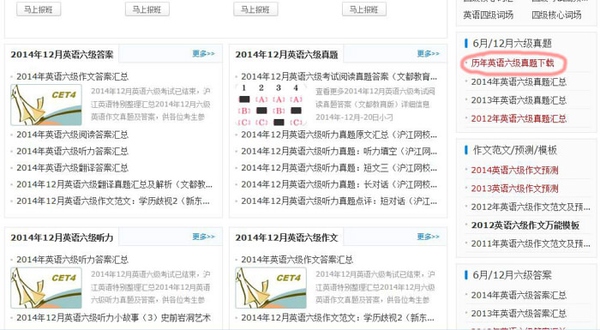 马上报班
马上报班
2014年12月英语六级答案
更多>>
2014年12月英语六级作文答案汇总
CET4
2014年12月英语六级考试已结束，沪
江英语特别整理汇总2014年12月六级
英语作文真题及答案，供各位考生参
2014年12月英语六级阅读答案汇总
2014年12月英语六级翻译答案汇总
2014年12月英语六级翻译真题汇总及解析（文都教...
2014年12月英语六级作文范文：学历歧视2（新东...
2014年12月英语六级真题
更多>>
2014年12月英语六级考试阅读真题答案（文都教育...
1 2 3 4
查看更多2014年12月英语六级考试阅
读真题答案（文都教育版）详细信息
2014年-12月-20日小刁
2014年12月英语六级听力真题原文汇总（沪江网校...
2014年12月英语六级听力真题：听力填空（沪江网...
2014年12月英语六级听力真题：短文三（沪江网校...
2014年12月英语六级听力真题：长对话（沪江网校...
2014年12月英语六级听力真题点评：短文（沪江网...
2014年12月英语六级听力
更多>>
2014年12月英语六级听力答案汇总
CET4
2014年12月英语六级考试已结束，沪
江英语特别整理汇总2014年12月英语
六级听力真题及答案，供各位考生参
2014年12月英语六级听力小故事（3）史前岩洞艺术
2014年12月英语六级作文
更多>>
2014年12月英语六级作文答案汇总
CET4
2014年12月英语六级考试已结束，沪
江英语特别整理汇总2014年12月六级
英语作文真题及答案，供各位考生参
2014年12月英语六级作文范文：学历歧视2（新东...
英语四级词场
四级核心词场
6月/12月六级真题
历年英语六级真题下载
2014年英语六级真题汇总
2013年英语六级真题汇总
2012年英语六级真题汇总
作文范文/预测/模板
2014英语六级作文预测
2013英语六级作文预测
2014年英语六级作文范文及预...
2012英语六级作文万能模板
2012年英语六级作文范文及预...
6月/12月英语六级答案
2014年英语六级答案汇总
2013年英语六级答案汇总
2012年英语六级答案汇总